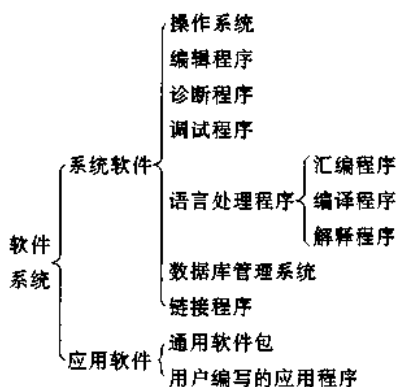 操作系统
编辑程序
诊断程序
调试程序
系统软件
汇编程序
语言处理程序
编译程序
解释程序
软件
系统
数据库管理系统
链接程序
通用软件包
应用软件
用户编写的应用程序